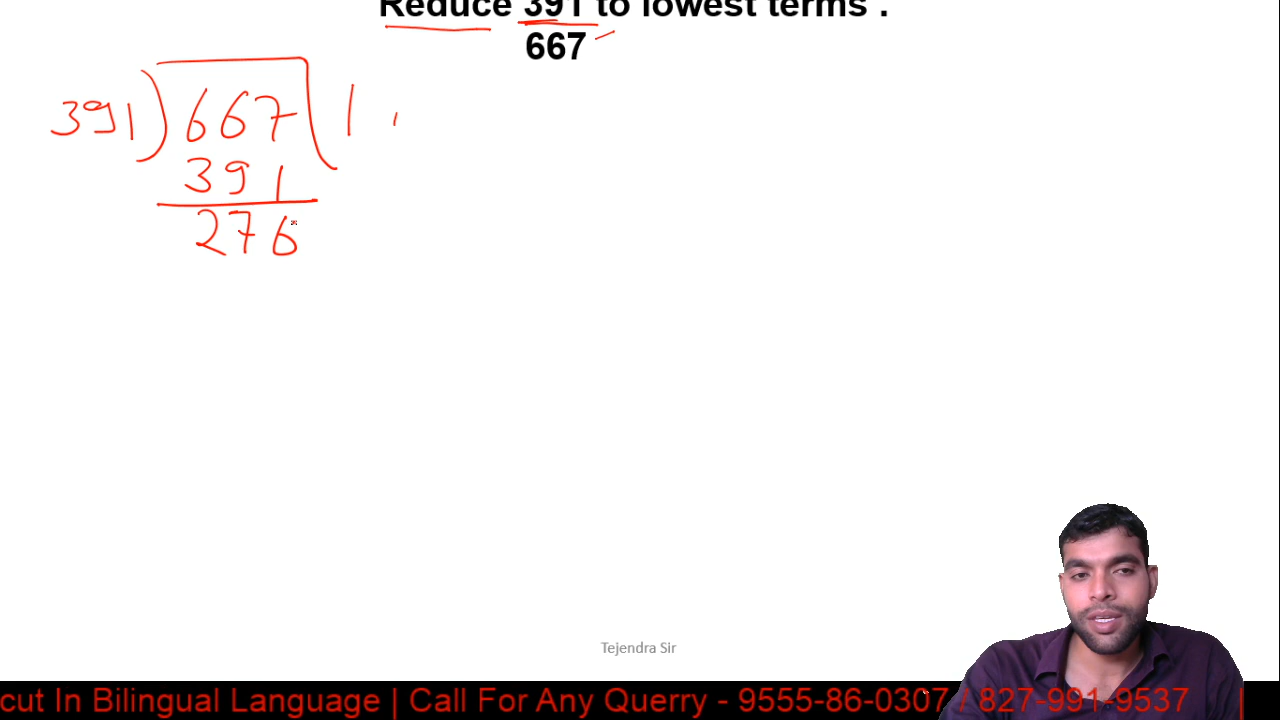 Reduce 391 to lowest terms .
667
391) 667 ( 1
391
276
Tejendra Sir
cut In Bilingual Language | Call For Any Querry - 9555-86-0307 / 827-991-9537 |